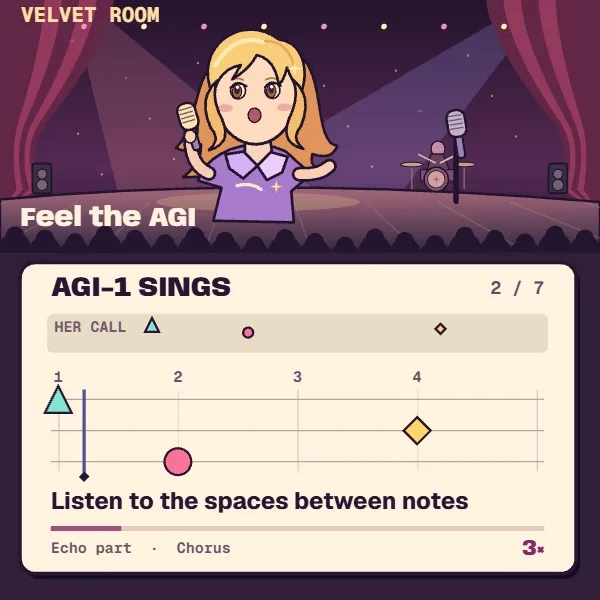 VELVET ROOM
Feel the AGI
AGI-1 SINGS
2 / 7
HER CALL
1 2 3 4
Listen to the spaces between notes
Echo part · Chorus
3×